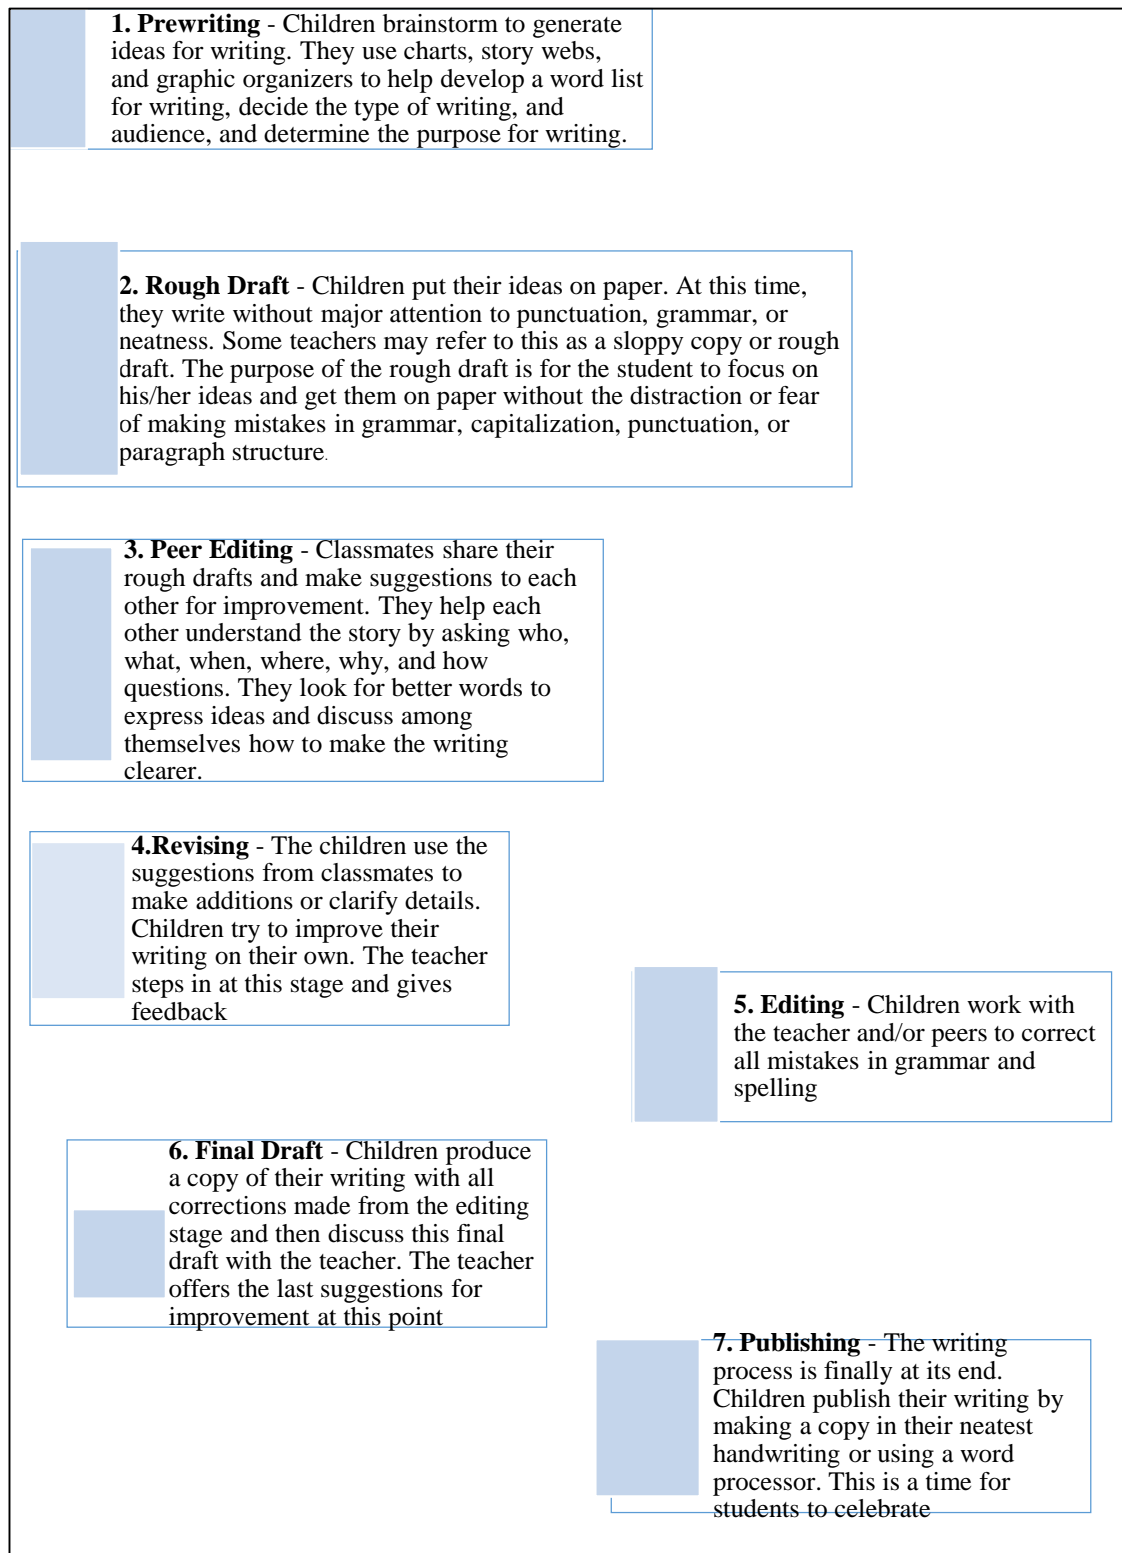 1. Prewriting - Children brainstorm to generate
ideas for writing. They use charts, story webs,
and graphic organizers to help develop a word list
for writing, decide the type of writing, and
audience, and determine the purpose for writing.
2. Rough Draft - Children put their ideas on paper. At this time,
they write without major attention to punctuation, grammar, or
neatness. Some teachers may refer to this as a sloppy copy or rough
draft. The purpose of the rough draft is for the student to focus on
his/her ideas and get them on paper without the distraction or fear
of making mistakes in grammar, capitalization, punctuation, or
paragraph structure.
3. Peer Editing - Classmates share their
rough drafts and make suggestions to each
other for improvement. They help each
other understand the story by asking who,
what, when, where, why, and how
questions. They look for better words to
express ideas and discuss among
themselves how to make the writing
clearer.
4.Revising - The children use the
suggestions from classmates to
make additions or clarify details.
Children try to improve their
writing on their own. The teacher
steps in at this stage and gives
feedback
5. Editing - Children work with
the teacher and/or peers to correct
all mistakes in grammar and
spelling
6. Final Draft - Children produce
a copy of their writing with all
corrections made from the editing
stage and then discuss this final
draft with the teacher. The teacher
offers the last suggestions for
improvement at this point
7. Publishing - The writing
process is finally at its end.
Children publish their writing by
making a copy in their neatest
handwriting or using a word
processor. This is a time for
students to celebrate